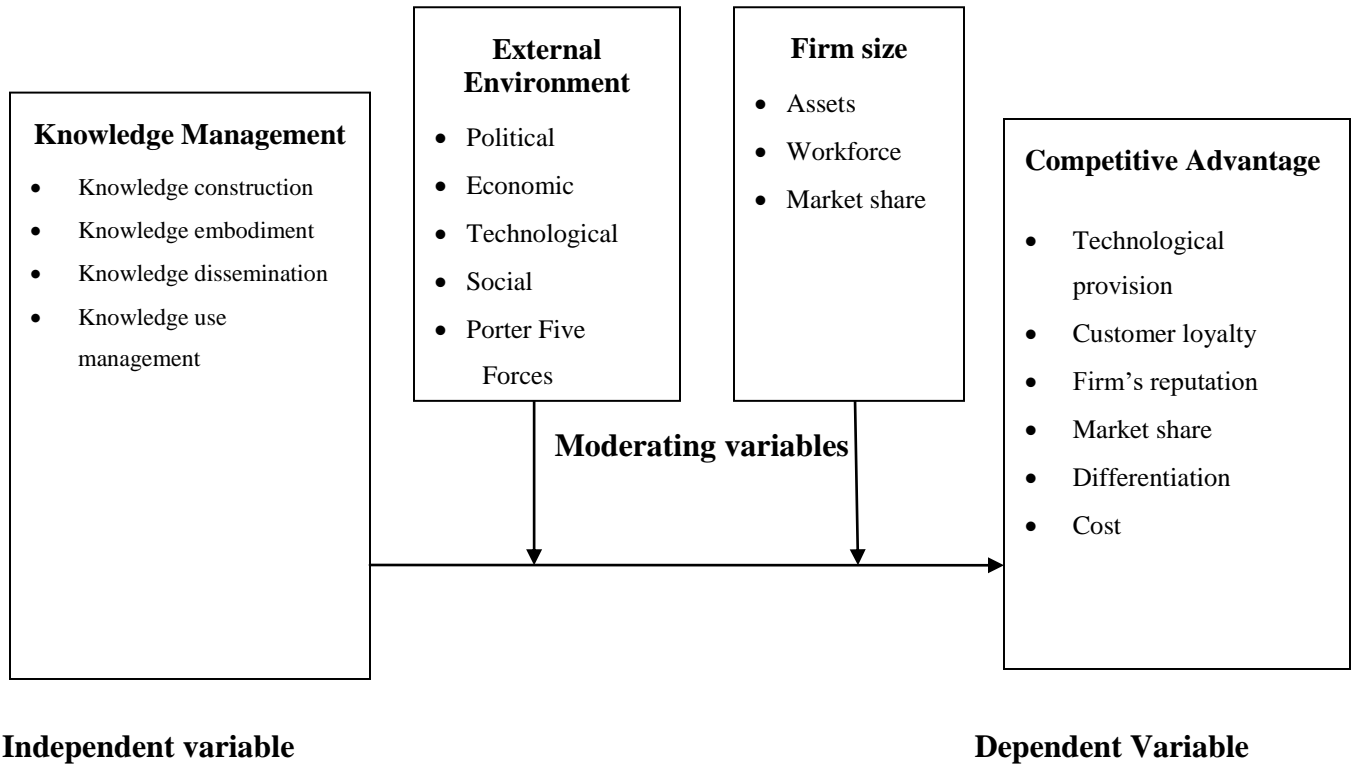 Knowledge Management
• Knowledge construction
• Knowledge embodiment
• Knowledge dissemination
• Knowledge use
management
External
Environment
• Political
• Economic
• Technological
• Social
• Porter Five
Forces
Firm size
• Assets
• Workforce
• Market share
Competitive Advantage
• Technological
provision
• Customer loyalty
• Firm's reputation
• Market share
• Differentiation
• Cost
Moderating variables
Independent variable
Dependent Variable